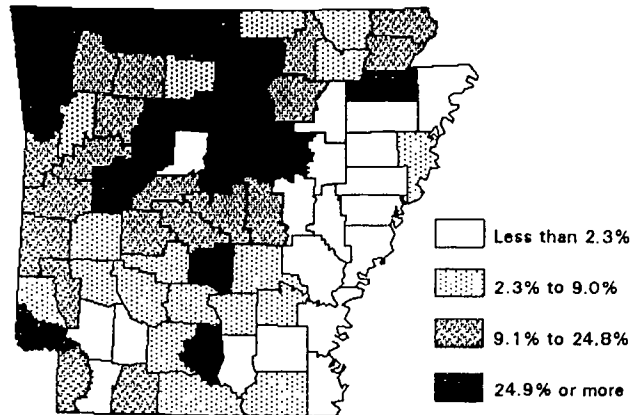 Less than 2.3%
2.3% to 9.0%
9.1% to 24.8%
24.9% or more